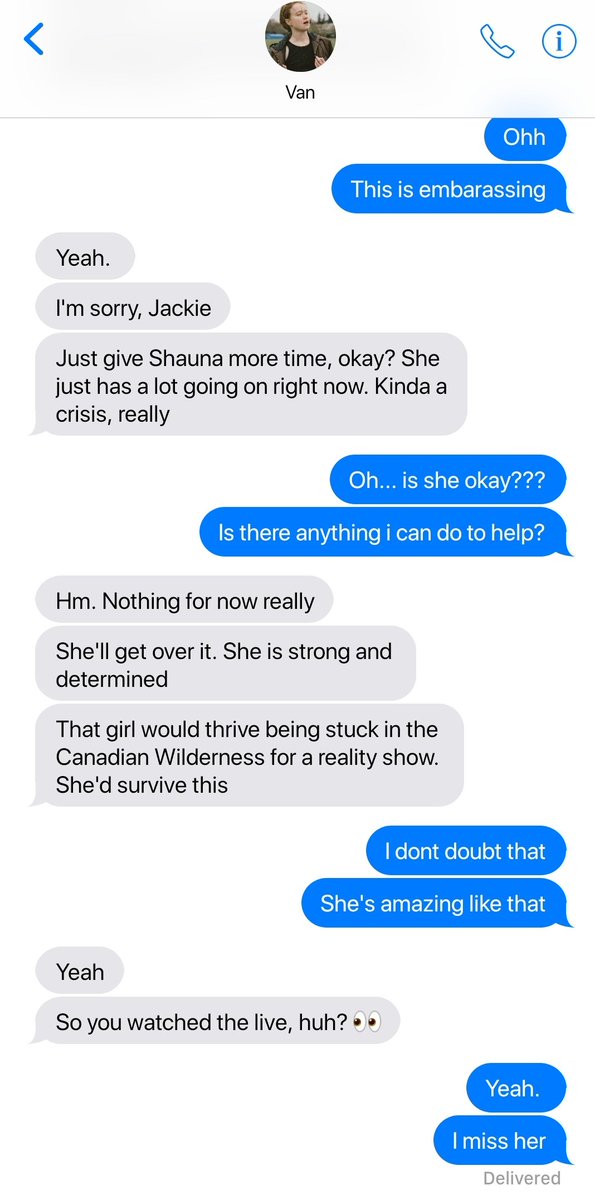 Van
Ohh
This is embarassing
Yeah.
I'm sorry, Jackie
Just give Shauna more time, okay? She
just has a lot going on right now. Kinda a
crisis, really
Oh... is she okay???
Is there anything i can do to help?
Hm. Nothing for now really
She'll get over it. She is strong and
determined
That girl would thrive being stuck in the
Canadian Wilderness for a reality show.
She'd survive this
I dont doubt that
She's amazing like that
Yeah
So you watched the live, huh? 👀
Yeah.
I miss her
Delivered